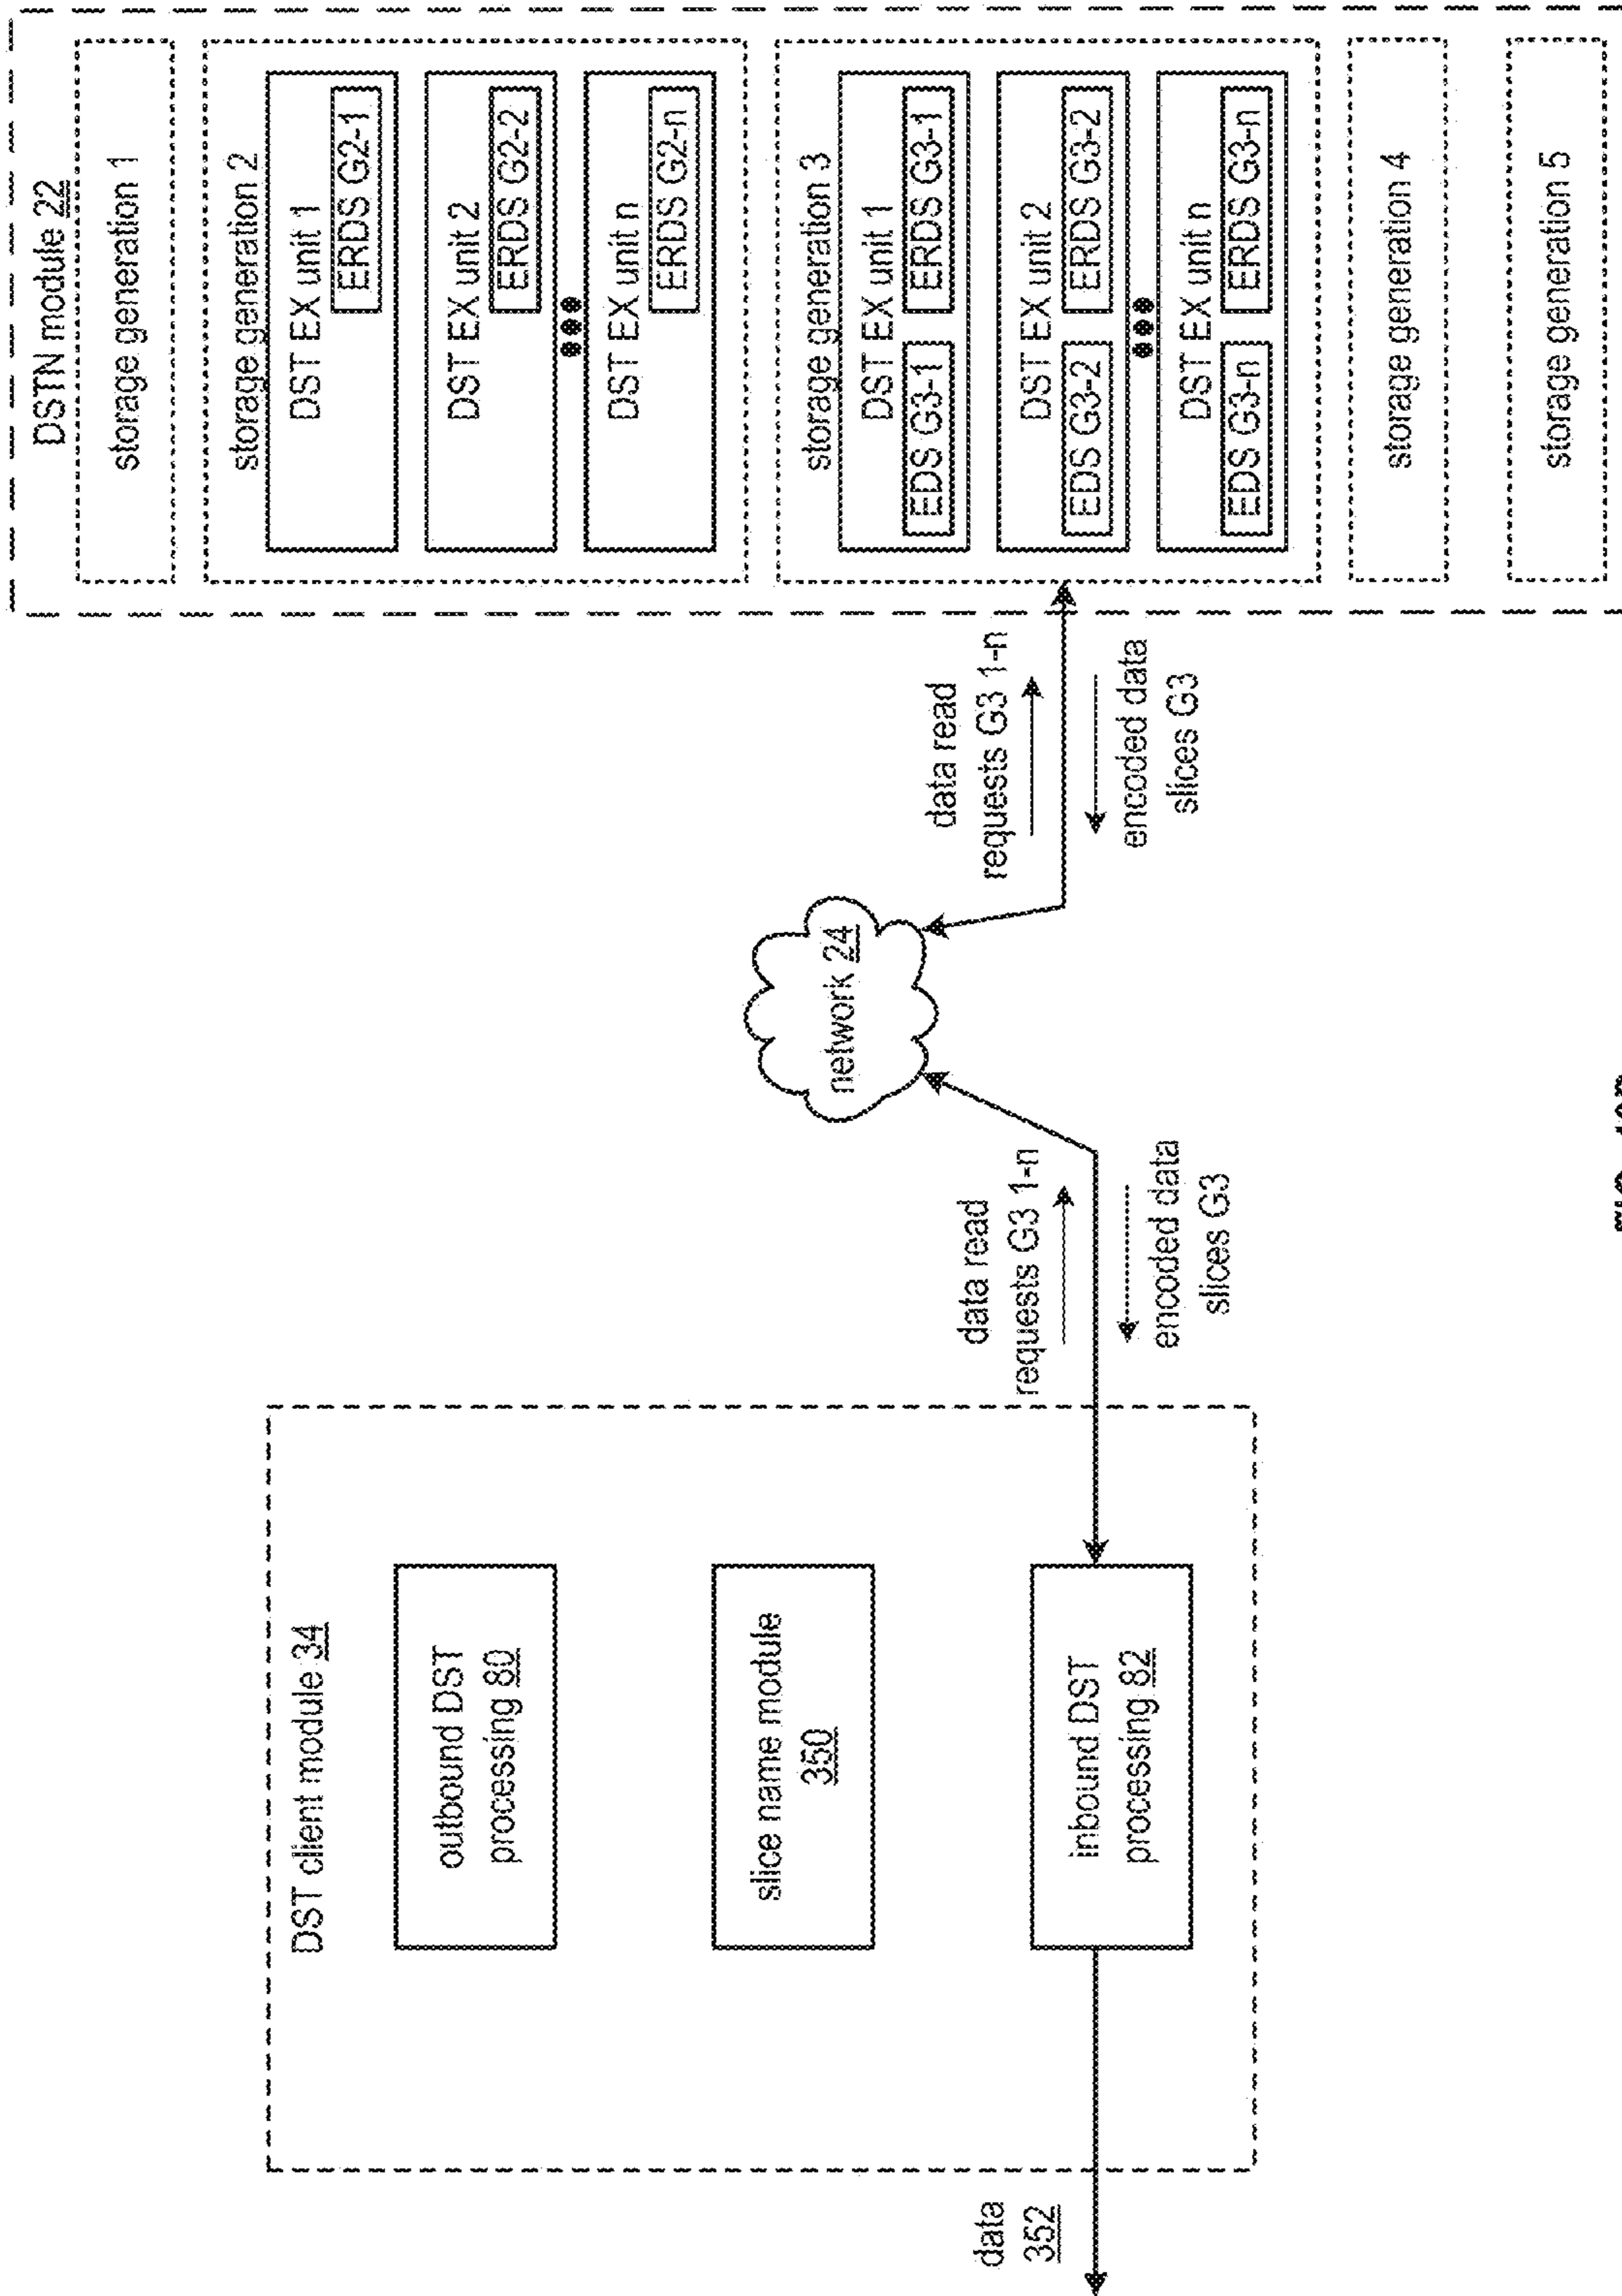 DST client module 34
outbound DST
processing 80
slice name module
350
inbound DST
processing 82
data
352
data read
requests G3 1-n
encoded data
slices G3
network 24
data read
requests G3 1-n
encoded data
slices G3
DSTN module 22
storage generation 1
storage generation 2
DST EX unit 1
ERDS G2-1
DST EX unit 2
ERDS G2-2
DST EX unit n
ERDS G2-n
storage generation 3
DST EX unit 1
EDS G3-1
ERDS G3-1
DST EX unit 2
EDS G3-2
ERDS G3-2
DST EX unit n
EDS G3-n
ERDS G3-n
storage generation 4
storage generation 5